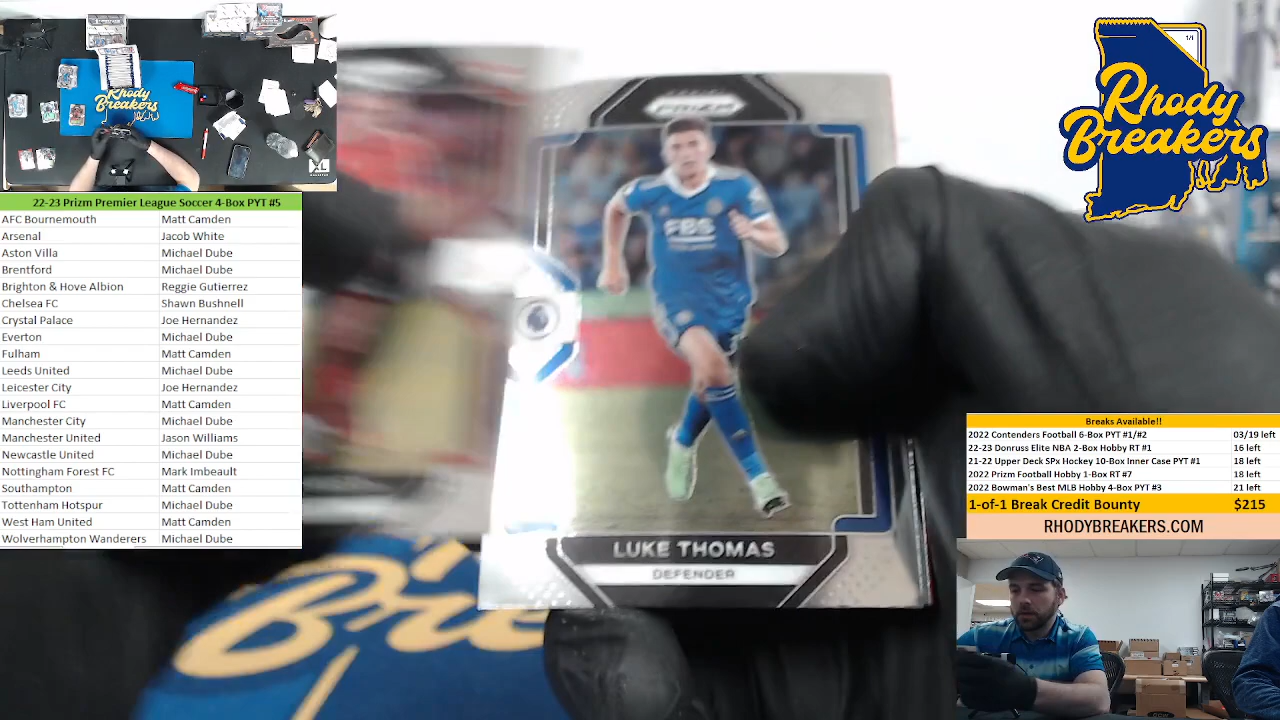 Rhody
Breakers
22-23 Prizm Premier League Soccer 4-Box PYT #5
AFC Bournemouth Matt Camden
Arsenal Jacob White
Aston Villa Michael Dube
Brentford Michael Dube
Brighton & Hove Albion Reggie Gutierrez
Chelsea FC Shawn Bushnell
Crystal Palace Joe Hernandez
Everton Michael Dube
Fulham Matt Camden
Leeds United Michael Dube
Leicester City Joe Hernandez
Liverpool FC Matt Camden
Manchester City Michael Dube
Manchester United Jason Williams
Newcastle United Michael Dube
Nottingham Forest FC Mark Imbeault
Southampton Matt Camden
Tottenham Hotspur Michael Dube
West Ham United Matt Camden
Wolverhampton Wanderers Michael Dube
PRIZM
FBS
LUKE THOMAS
DEFENDER
Bre
1/1
Rhody
Breakers
Breaks Available!!
2022 Contenders Football 6-Box PYT #1/#2 03/19 left
22-23 Donruss Elite NBA 2-Box Hobby RT #1 16 left
21-22 Upper Deck SPx Hockey 10-Box Inner Case PYT #1 18 left
2022 Prizm Football Hobby 1-Box RT #7 18 left
2022 Bowman's Best MLB Hobby 4-Box PYT #3 21 left
1-of-1 Break Credit Bounty $215
RHODYBREAKERS.COM